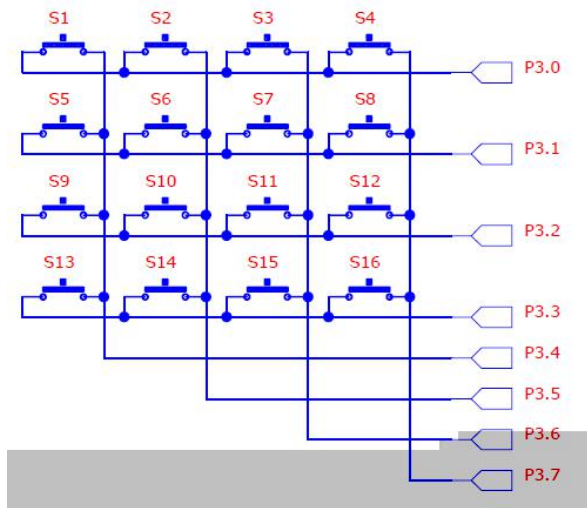 S1 S2 S3 S4
P3.0
S5 S6 S7 S8
P3.1
S9 S10 S11 S12
P3.2
S13 S14 S15 S16
P3.3
P3.4
P3.5
P3.6
P3.7